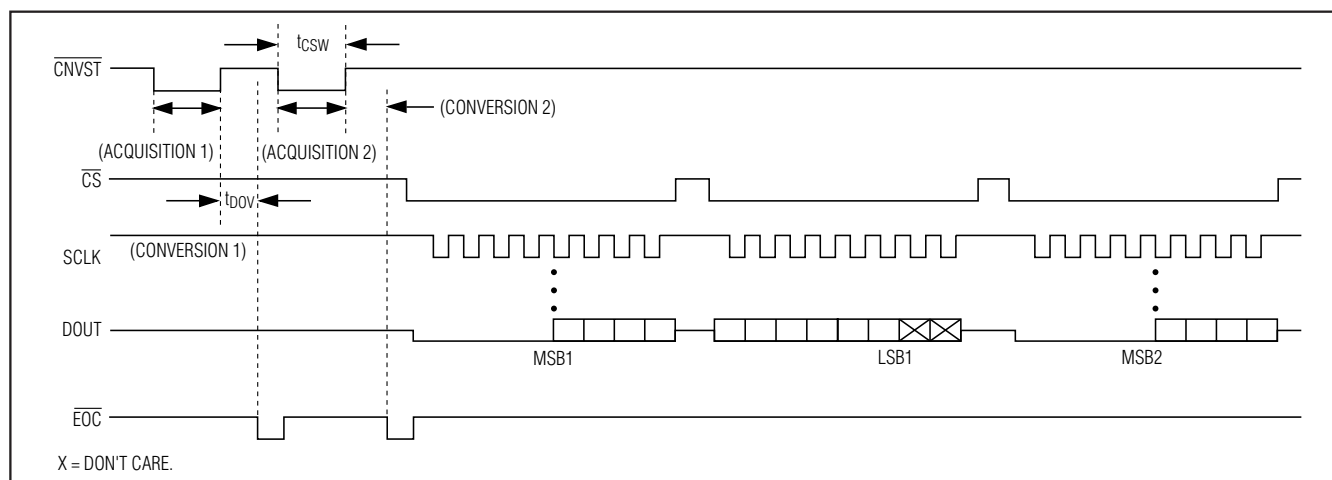 tCSW
CNVST
(CONVERSION 2)
(ACQUISITION 1) (ACQUISITION 2)
CS
tDOV
(CONVERSION 1)
SCLK
DOUT
MSB1 LSB1 MSB2
EOC
X = DON'T CARE.